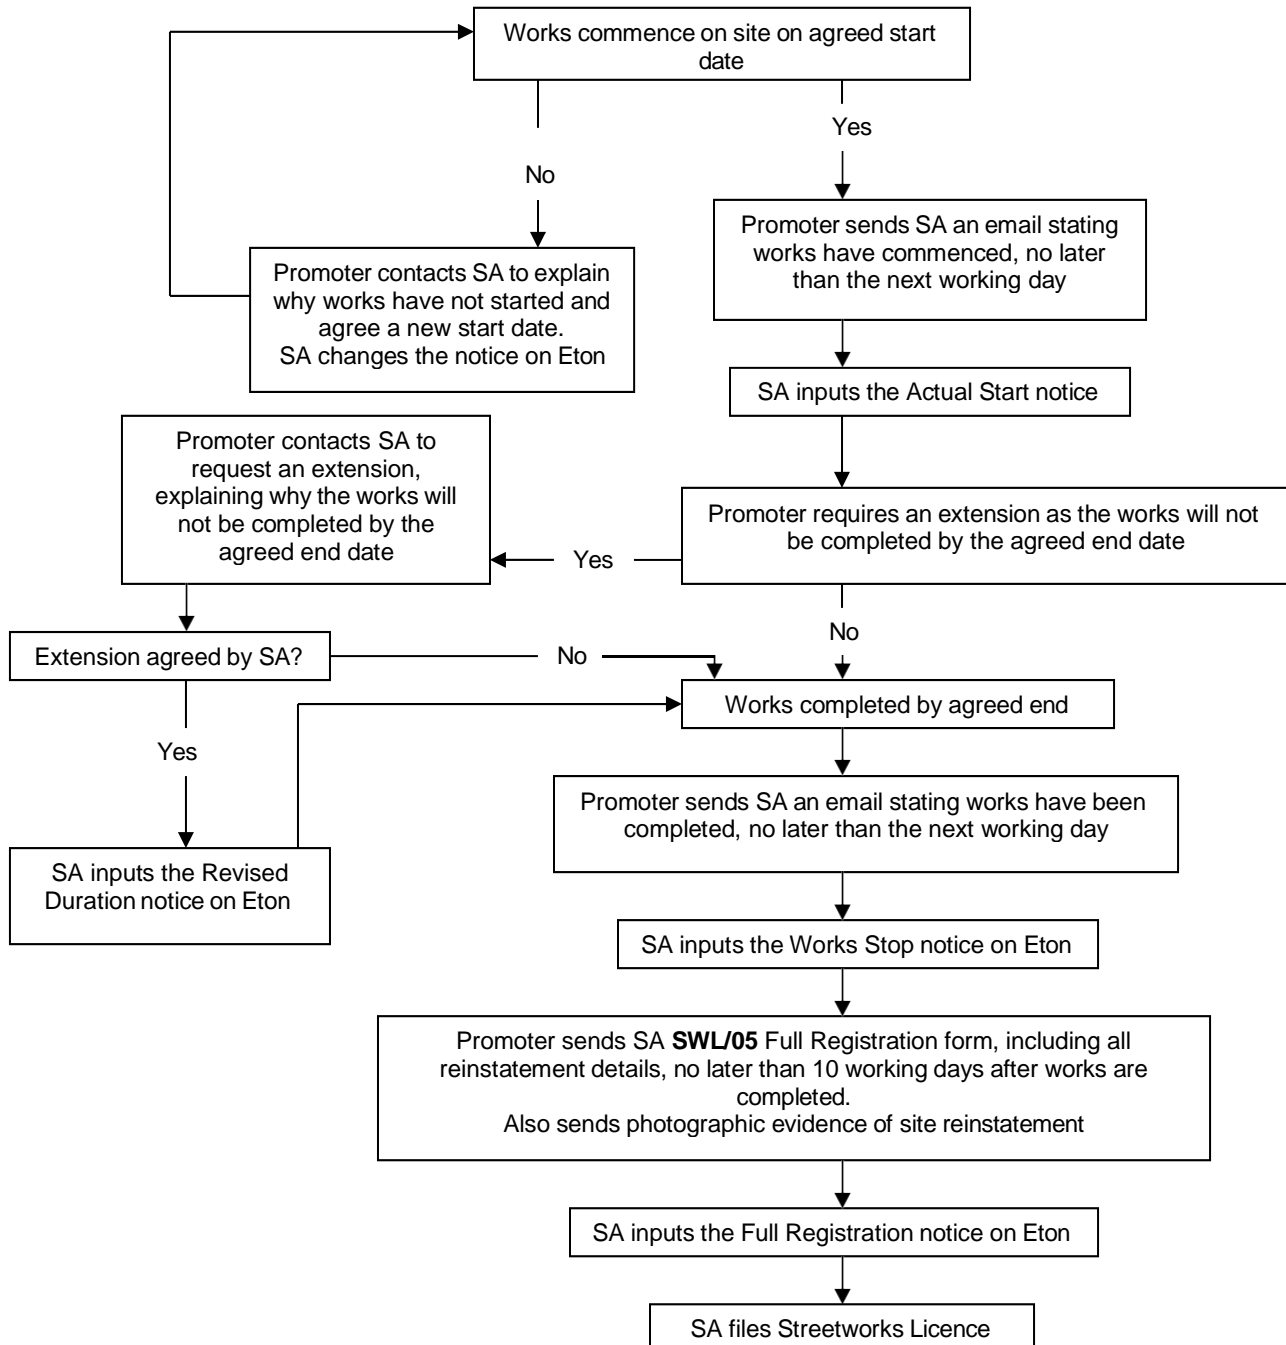 Works commence on site on agreed start
date
Yes
No
Promoter sends SA an email stating
works have commenced, no later
than the next working day
Promoter contacts SA to explain
why works have not started and
agree a new start date.
SA changes the notice on Eton
SA inputs the Actual Start notice
Promoter contacts SA to
request an extension,
explaining why the works will
not be completed by the
agreed end date
Promoter requires an extension as the works will not
be completed by the agreed end date
Yes
No
Extension agreed by SA?
No
Works completed by agreed end
Yes
Promoter sends SA an email stating works have been
completed, no later than the next working day
SA inputs the Revised
Duration notice on Eton
SA inputs the Works Stop notice on Eton
Promoter sends SA SWL/05 Full Registration form, including all
reinstatement details, no later than 10 working days after works are
completed.
Also sends photographic evidence of site reinstatement
SA inputs the Full Registration notice on Eton
SA files Streetworks Licence